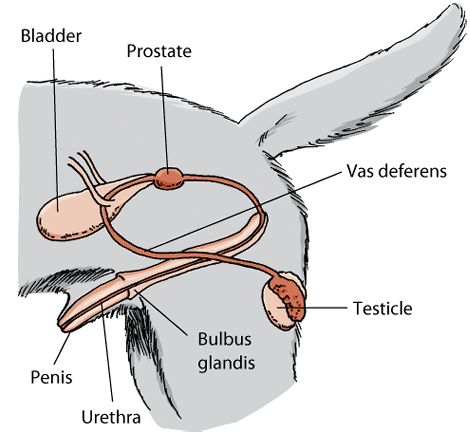 Bladder
Prostate
Vas deferens
Testicle
Bulbus
glandis
Penis
Urethra